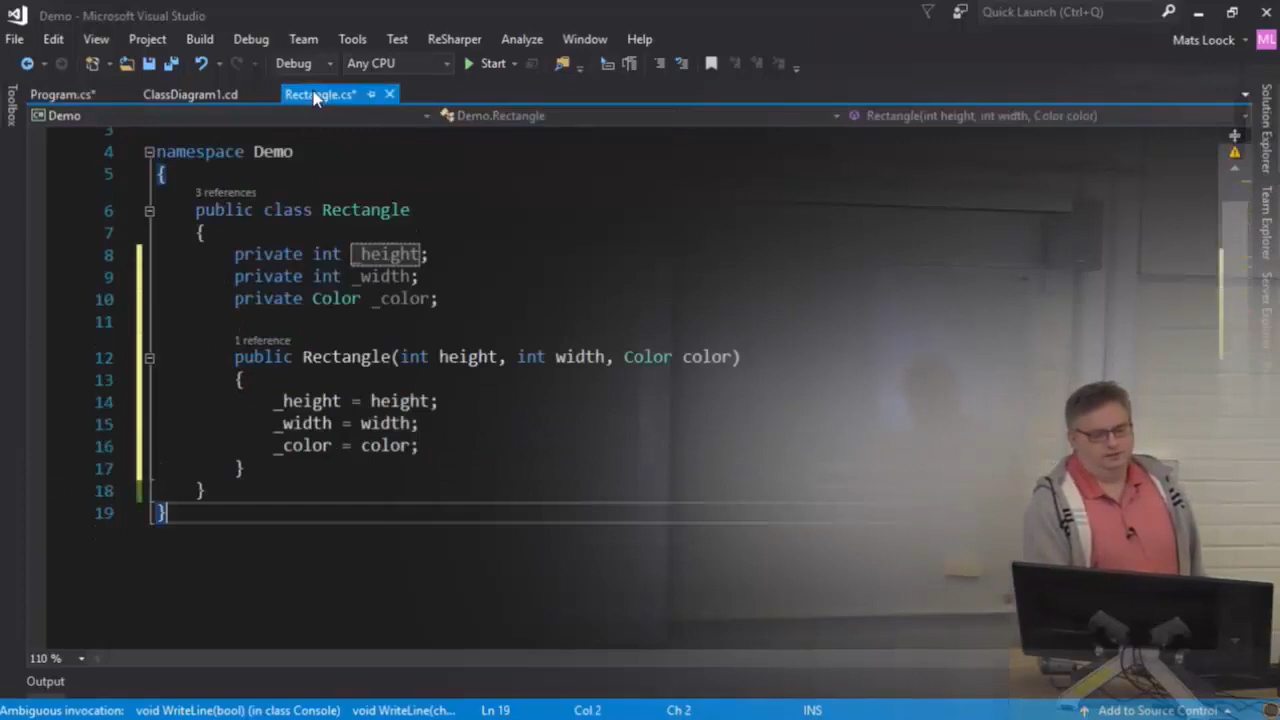 Demo - Microsoft Visual Studio
Quick Launch (Ctrl+Q)
File Edit View Project Build Debug Team Tools Test ReSharper Analyze Window Help
Mats Loock ML
Debug Any CPU Start
Program.cs* ClassDiagram1.cd Rectangle.cs*
Demo Demo.Rectangle Rectangle(int height, int width, Color color)
Toolbox
Solution Explorer
Team Explorer
Server Explorer
3
4 namespace Demo
5 {
3 references
6 public class Rectangle
7 {
8 private int _height;
9 private int _width;
10 private Color _color;
11
1 reference
12 public Rectangle(int height, int width, Color color)
13 {
14 _height = height;
15 _width = width;
16 _color = color;
17 }
18 }
19 }
110 %
Output
Ambiguous invocation: void WriteLine(bool) (in class Console) void WriteLine(ch... Ln 19 Col 2 Ch 2 INS Add to Source Control